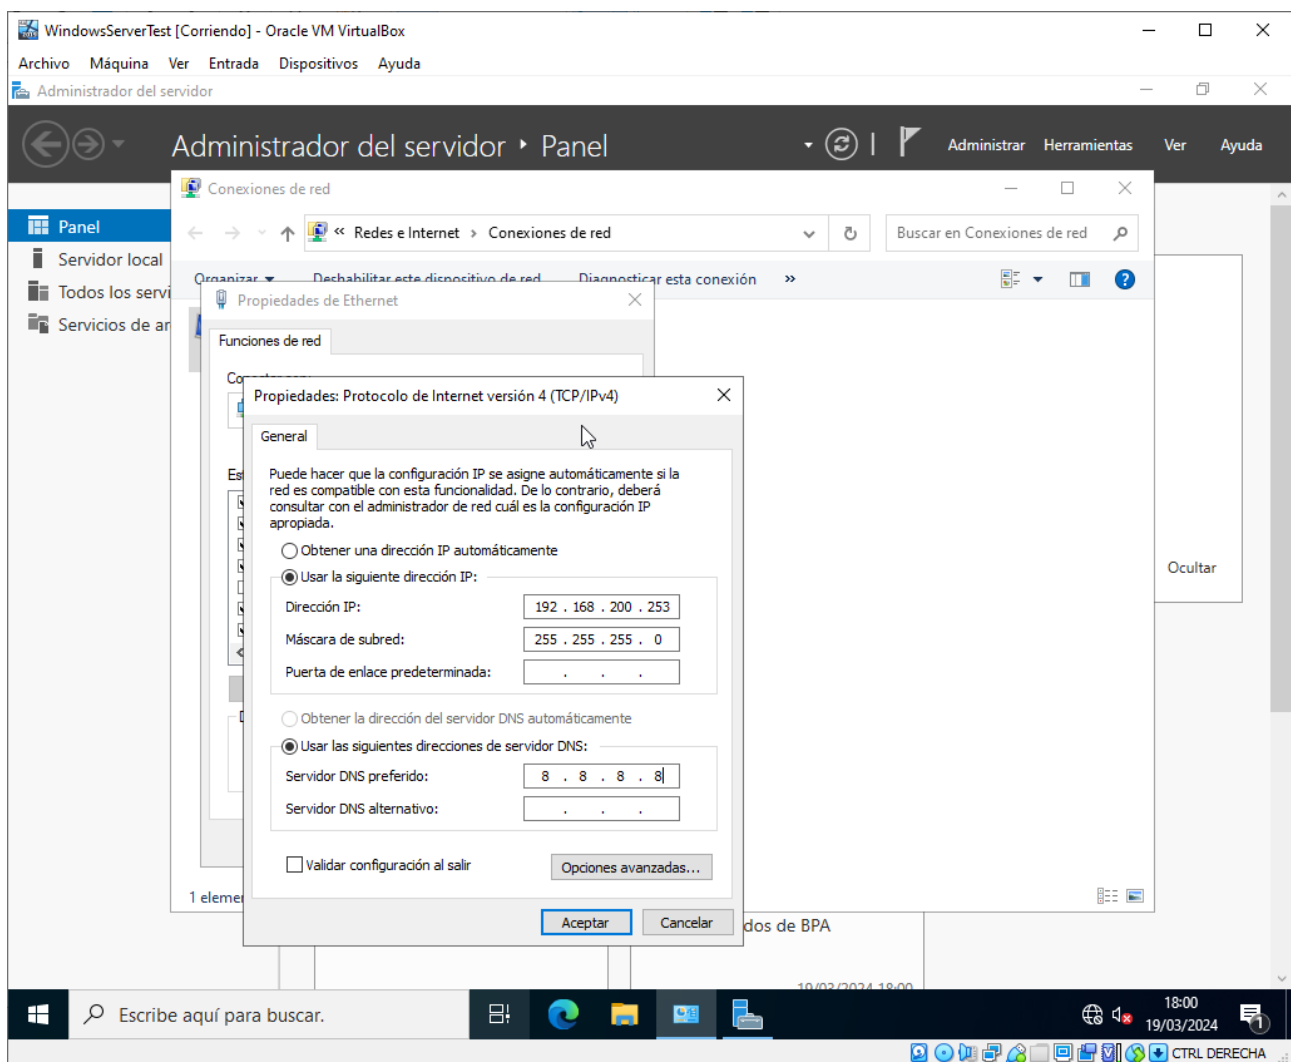 WindowsServerTest [Corriendo] - Oracle VM VirtualBox
Archivo Máquina Ver Entrada Dispositivos Ayuda
Administrador del servidor
Administrador del servidor ‣ Panel
Administrar Herramientas Ver Ayuda
Conexiones de red
Panel
« Redes e Internet › Conexiones de red
Buscar en Conexiones de red
Servidor local
Organizar Deshabilitar este dispositivo de red Diagnosticar esta conexión »
Todos los servi
Propiedades de Ethernet
Servicios de ar
Funciones de red
Propiedades: Protocolo de Internet versión 4 (TCP/IPv4)
General
Puede hacer que la configuración IP se asigne automáticamente si la
red es compatible con esta funcionalidad. De lo contrario, deberá
consultar con el administrador de red cuál es la configuración IP
apropiada.
Obtener una dirección IP automáticamente
Usar la siguiente dirección IP:
Ocultar
Dirección IP: 192 . 168 . 200 . 253
Máscara de subred: 255 . 255 . 255 . 0
Puerta de enlace predeterminada: . . .
Obtener la dirección del servidor DNS automáticamente
Usar las siguientes direcciones de servidor DNS:
Servidor DNS preferido: 8 . 8 . 8 . 8
Servidor DNS alternativo: . . .
Validar configuración al salir
Opciones avanzadas...
1 eleme
Aceptar Cancelar
dos de BPA
19/03/2024 18:00
Escribe aquí para buscar.
18:00
19/03/2024
1
CTRL DERECHA